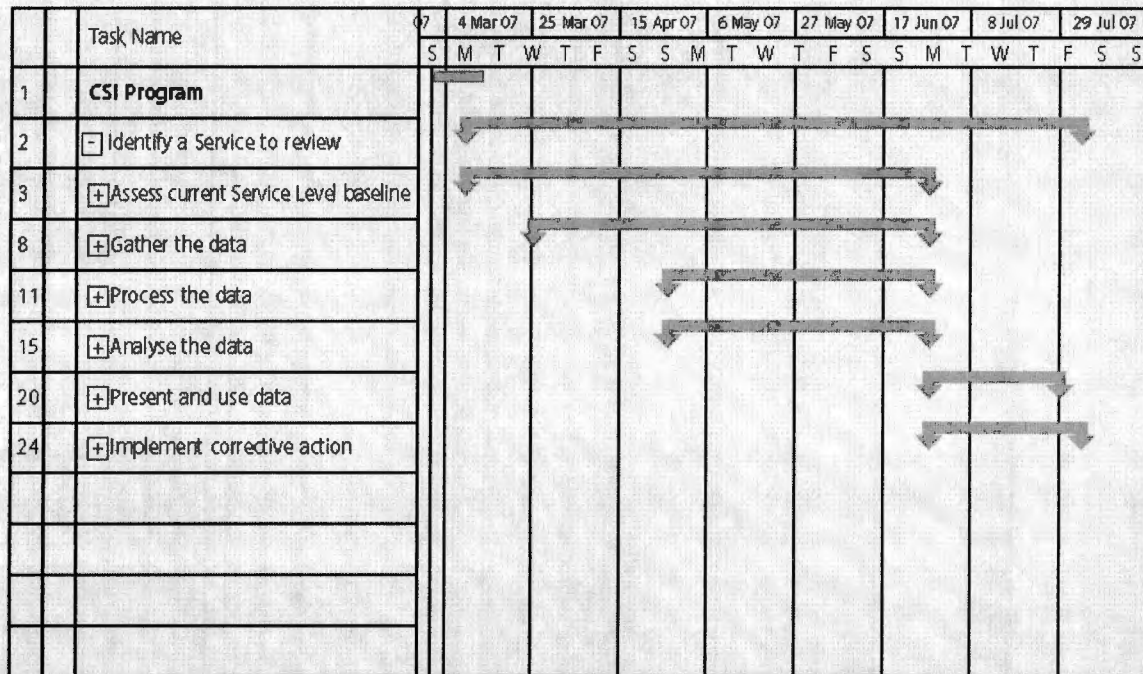 Task Name
07 4 Mar 07 25 Mar 07 15 Apr 07 6 May 07 27 May 07 17 Jun 07 8 Jul 07 29 Jul 07
S M T W T F S S M T W T F S S M T W T F S S
1 CSI Program
2 - Identify a Service to review
3 + Assess current Service Level baseline
8 + Gather the data
11 + Process the data
15 + Analyse the data
20 + Present and use data
24 + Implement corrective action